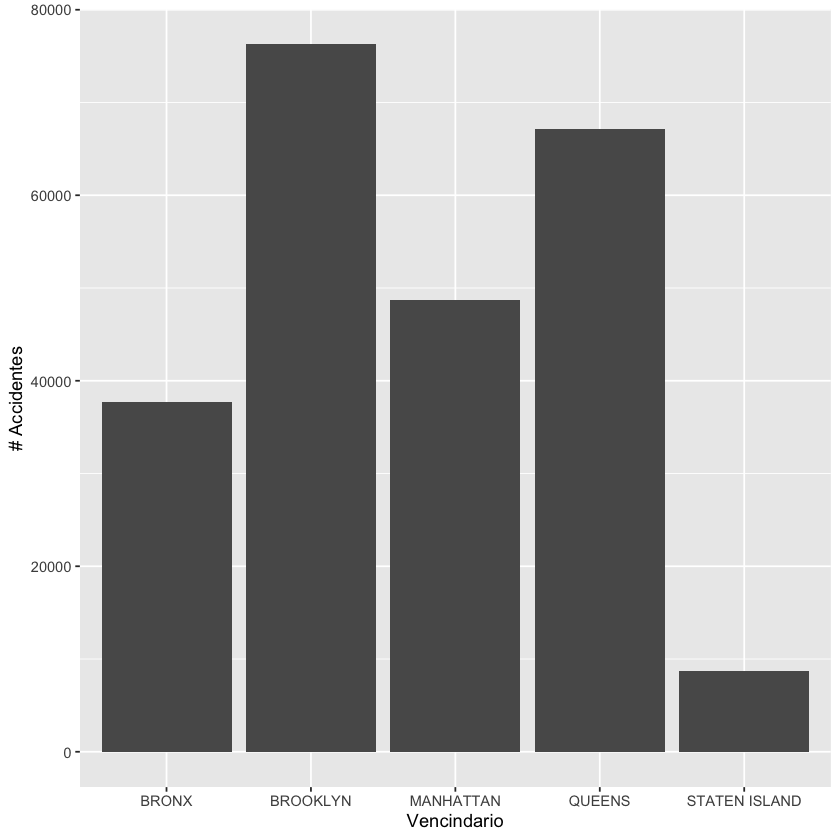 80000
60000
# Accidentes
40000
20000
0
BRONX BROOKLYN MANHATTAN QUEENS STATEN ISLAND
Vencindario